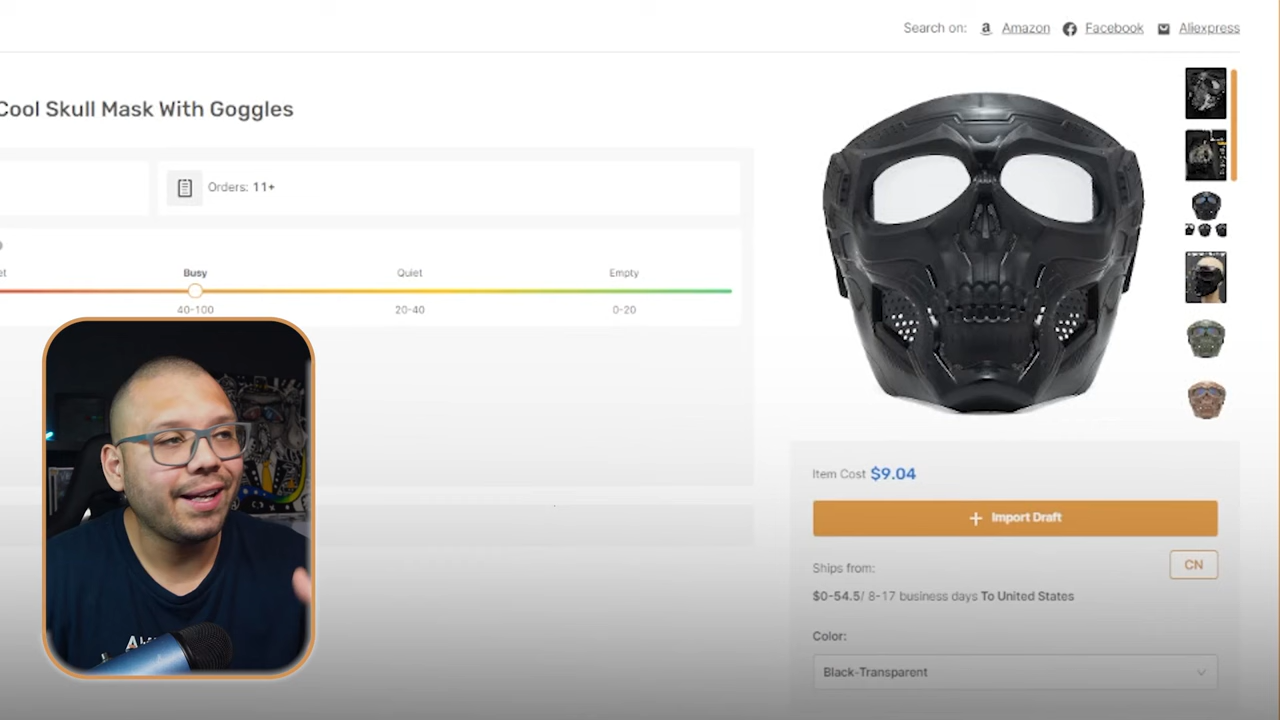 Search on: Amazon Facebook Aliexpress
Cool Skull Mask With Goggles
Orders: 11+
Busy Quiet Empty
40-100 20-40 0-20
Item Cost $9.04
+ Import Draft
Ships from: CN
$0-54.5/ 8-17 business days To United States
Color:
Black-Transparent